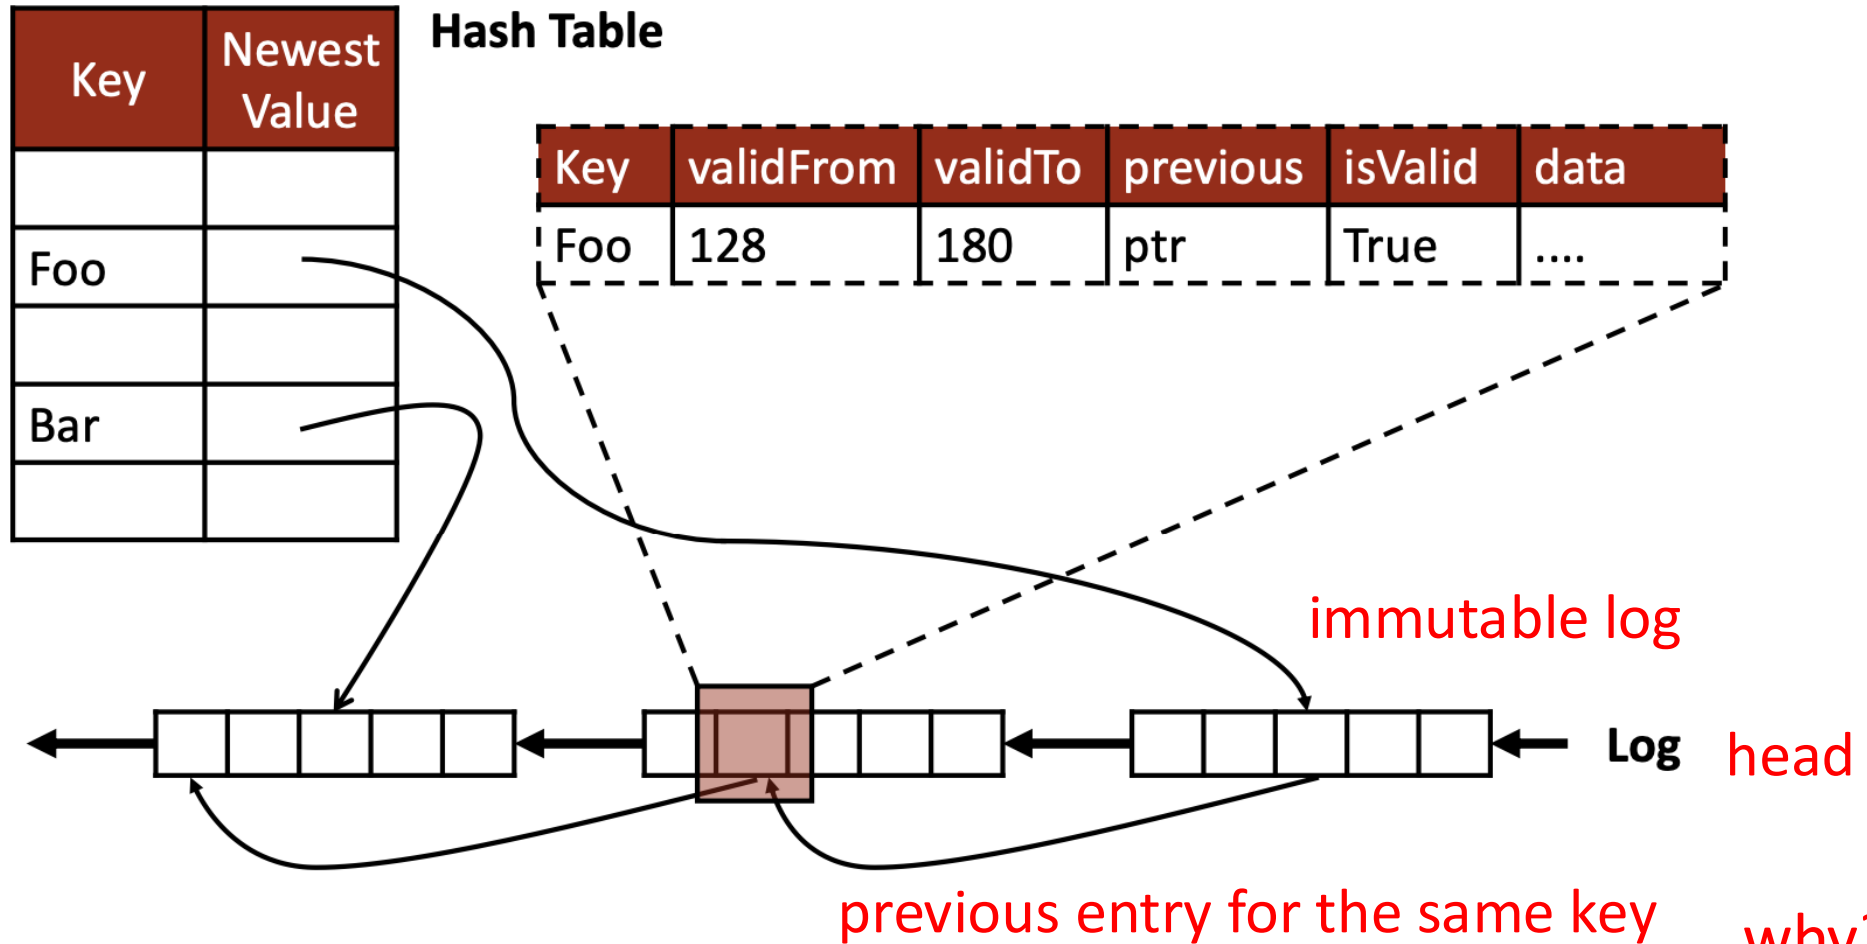 Hash Table
Key
Newest
Value
Foo
Bar
Key validFrom validTo previous isValid data
Foo 128 180 ptr True ....
immutable log
Log
head
previous entry for the same key